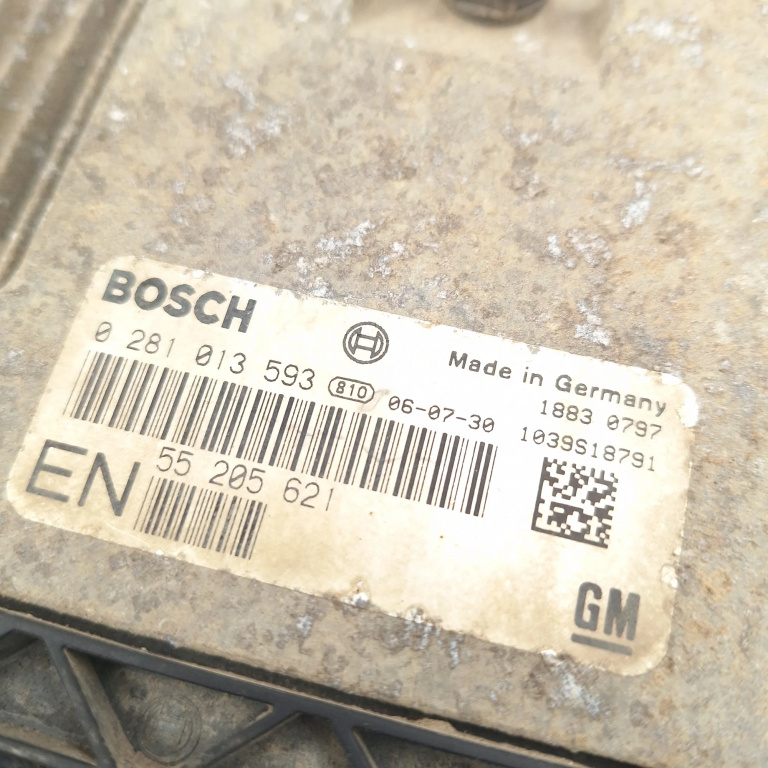 BOSCH
0 281 013 593 810 06-07-30
Made in Germany
1883 0797
1039S18791
EN 55 205 621
GM